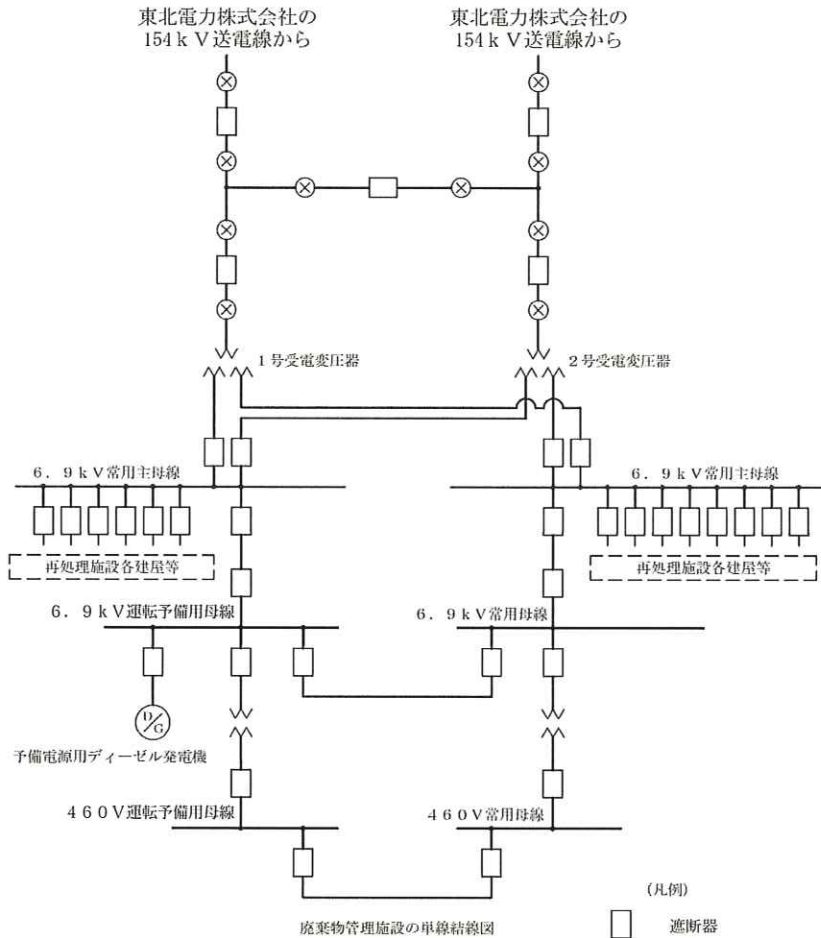 東北電力株式会社の
154ｋＶ送電線から
東北電力株式会社の
154ｋＶ送電線から
1号受電変圧器
2号受電変圧器
６．９ｋＶ常用主母線
６．９ｋＶ常用主母線
再処理施設各建屋等
再処理施設各建屋等
６．９ｋＶ運転予備用母線
６．９ｋＶ常用母線
D/G
予備電源用ディーゼル発電機
４６０Ｖ運転予備用母線
４６０Ｖ常用母線
(凡例)
廃棄物管理施設の単線結線図
遮断器